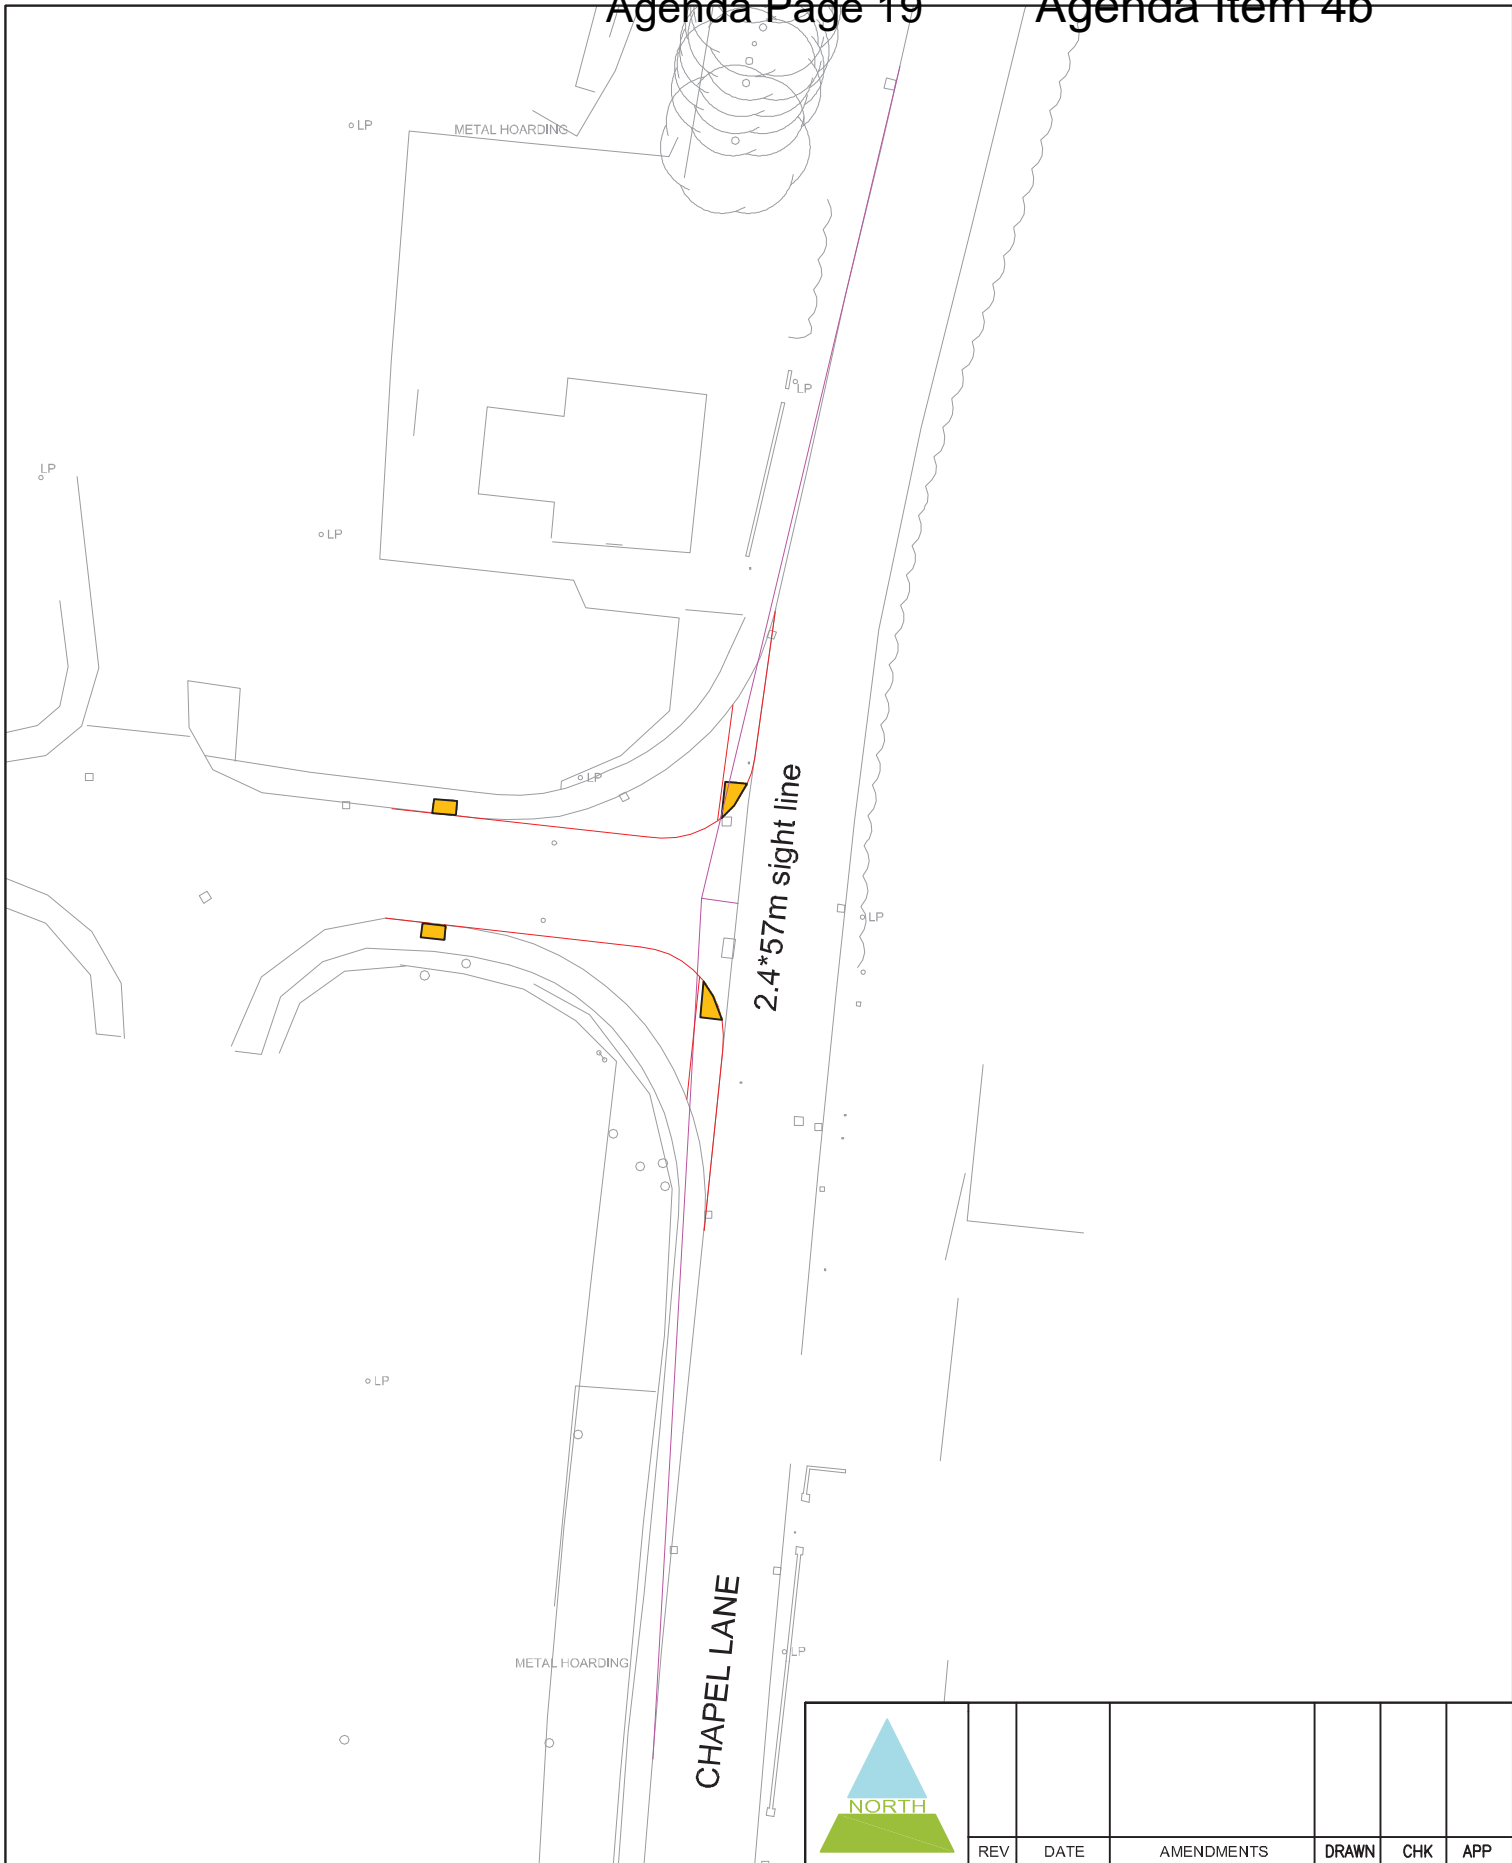 Agenda Page 19 Agenda Item 4b
LP
METAL HOARDING
LP
LP
LP
LP
2.4*57m sight line
LP
LP
CHAPEL LANE
LP
METAL HOARDING
NORTH
REV DATE AMENDMENTS DRAWN CHK APP